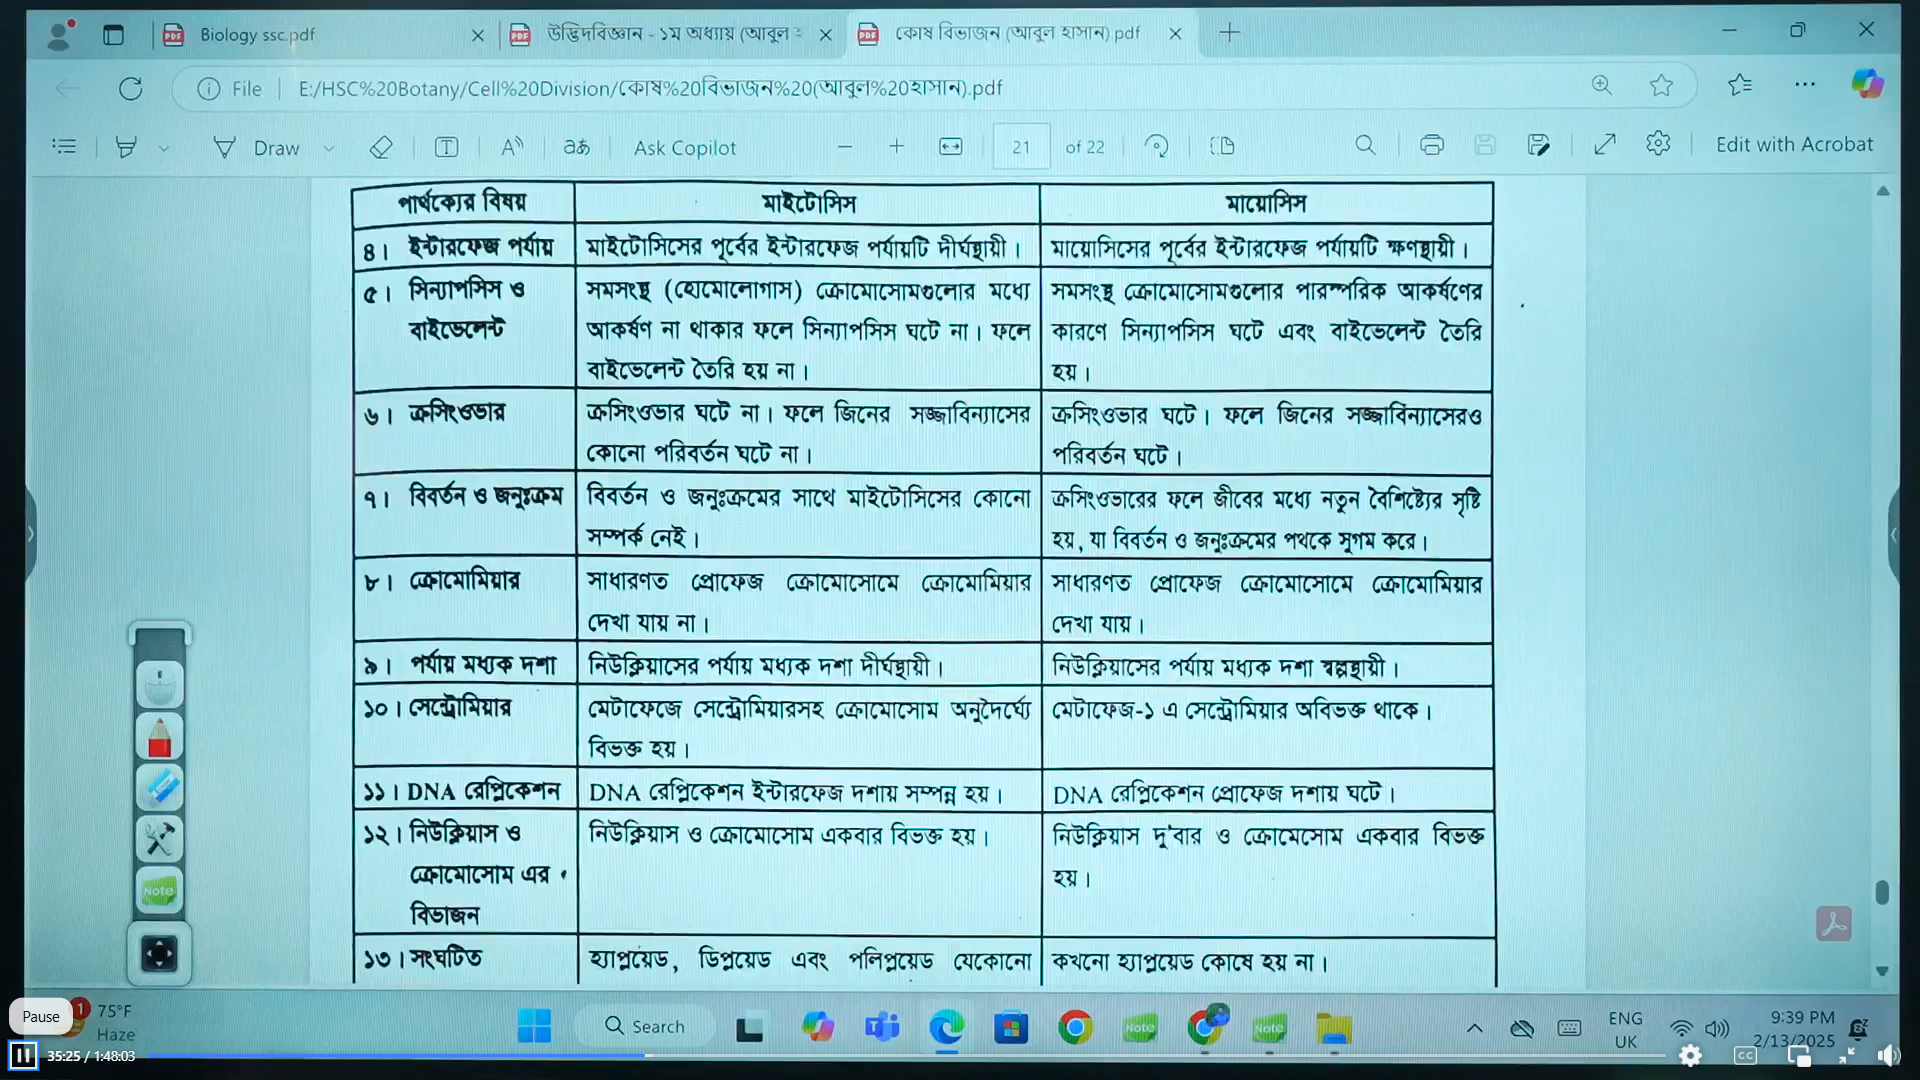 Biology ssc.pdf
উদ্ভিদবিজ্ঞান - ১ম অধ্যায় (আবুল হ
কোষ বিভাজন (আবুল হাসান).pdf
File
E:/HSC%20Botany/Cell%20Division/কোষ%20বিভাজন%20(আবুল%20হাসান).pdf
Draw
aあ
Ask Copilot
21
of 22
Edit with Acrobat
পার্থক্যের বিষয়
মাইটোসিস
মায়োসিস
৪। ইন্টারফেজ পর্যায়
মাইটোসিসের পূর্বের ইন্টারফেজ পর্যায়টি দীর্ঘস্থায়ী।
মায়োসিসের পূর্বের ইন্টারফেজ পর্যায়টি ক্ষণস্থায়ী।
৫। সিন্যাপসিস ও
বাইভেলেন্ট
সমসংস্থ (হোমোলোগাস) ক্রোমোসোমগুলোর মধ্যে
আকর্ষণ না থাকার ফলে সিন্যাপসিস ঘটে না। ফলে
বাইভেলেন্ট তৈরি হয় না।
সমসংস্থ ক্রোমোসোমগুলোর পারস্পরিক আকর্ষণের
কারণে সিন্যাপসিস ঘটে এবং বাইভেলেন্ট তৈরি
হয়।
৬। ক্রসিংওভার
ক্রসিংওভার ঘটে না। ফলে জিনের সজ্জাবিন্যাসের
কোনো পরিবর্তন ঘটে না।
ক্রসিংওভার ঘটে। ফলে জিনের সজ্জাবিন্যাসেরও
পরিবর্তন ঘটে।
৭। বিবর্তন ও জনুঃক্রম
বিবর্তন ও জনুঃক্রমের সাথে মাইটোসিসের কোনো
সম্পর্ক নেই।
ক্রসিংওভারের ফলে জীবের মধ্যে নতুন বৈশিষ্ট্যের সৃষ্টি
হয়, যা বিবর্তন ও জনুঃক্রমের পথকে সুগম করে।
৮। ক্রোমোমিয়ার
সাধারণত প্রোফেজ ক্রোমোসোমে ক্রোমোমিয়ার
দেখা যায় না।
সাধারণত প্রোফেজ ক্রোমোসোমে ক্রোমোমিয়ার
দেখা যায়।
৯। পর্যায় মধ্যক দশা
নিউক্লিয়াসের পর্যায় মধ্যক দশা দীর্ঘস্থায়ী।
নিউক্লিয়াসের পর্যায় মধ্যক দশা স্বল্পস্থায়ী।
১০। সেন্ট্রোমিয়ার
মেটাফেজে সেন্ট্রোমিয়ারসহ ক্রোমোসোম অনুদৈর্ঘ্যে
বিভক্ত হয়।
মেটাফেজ-১ এ সেন্ট্রোমিয়ার অবিভক্ত থাকে।
১১। DNA রেপ্লিকেশন
DNA রেপ্লিকেশন ইন্টারফেজ দশায় সম্পন্ন হয়।
DNA রেপ্লিকেশন প্রোফেজ দশায় ঘটে।
১২। নিউক্লিয়াস ও
ক্রোমোসোম এর
বিভাজন
নিউক্লিয়াস ও ক্রোমোসোম একবার বিভক্ত হয়।
নিউক্লিয়াস দু'বার ও ক্রোমেসোম একবার বিভক্ত
হয়।
১৩। সংঘটিত
হ্যাপ্লয়েড, ডিপ্লয়েড এবং পলিপ্লয়েড যেকোনো
কখনো হ্যাপ্লয়েড কোষে হয় না।
Note
Pause
1
75°F
Haze
Search
Note
Note
ENG
UK
9:39 PM
2/13/2025
35:25 / 1:48:03
CC